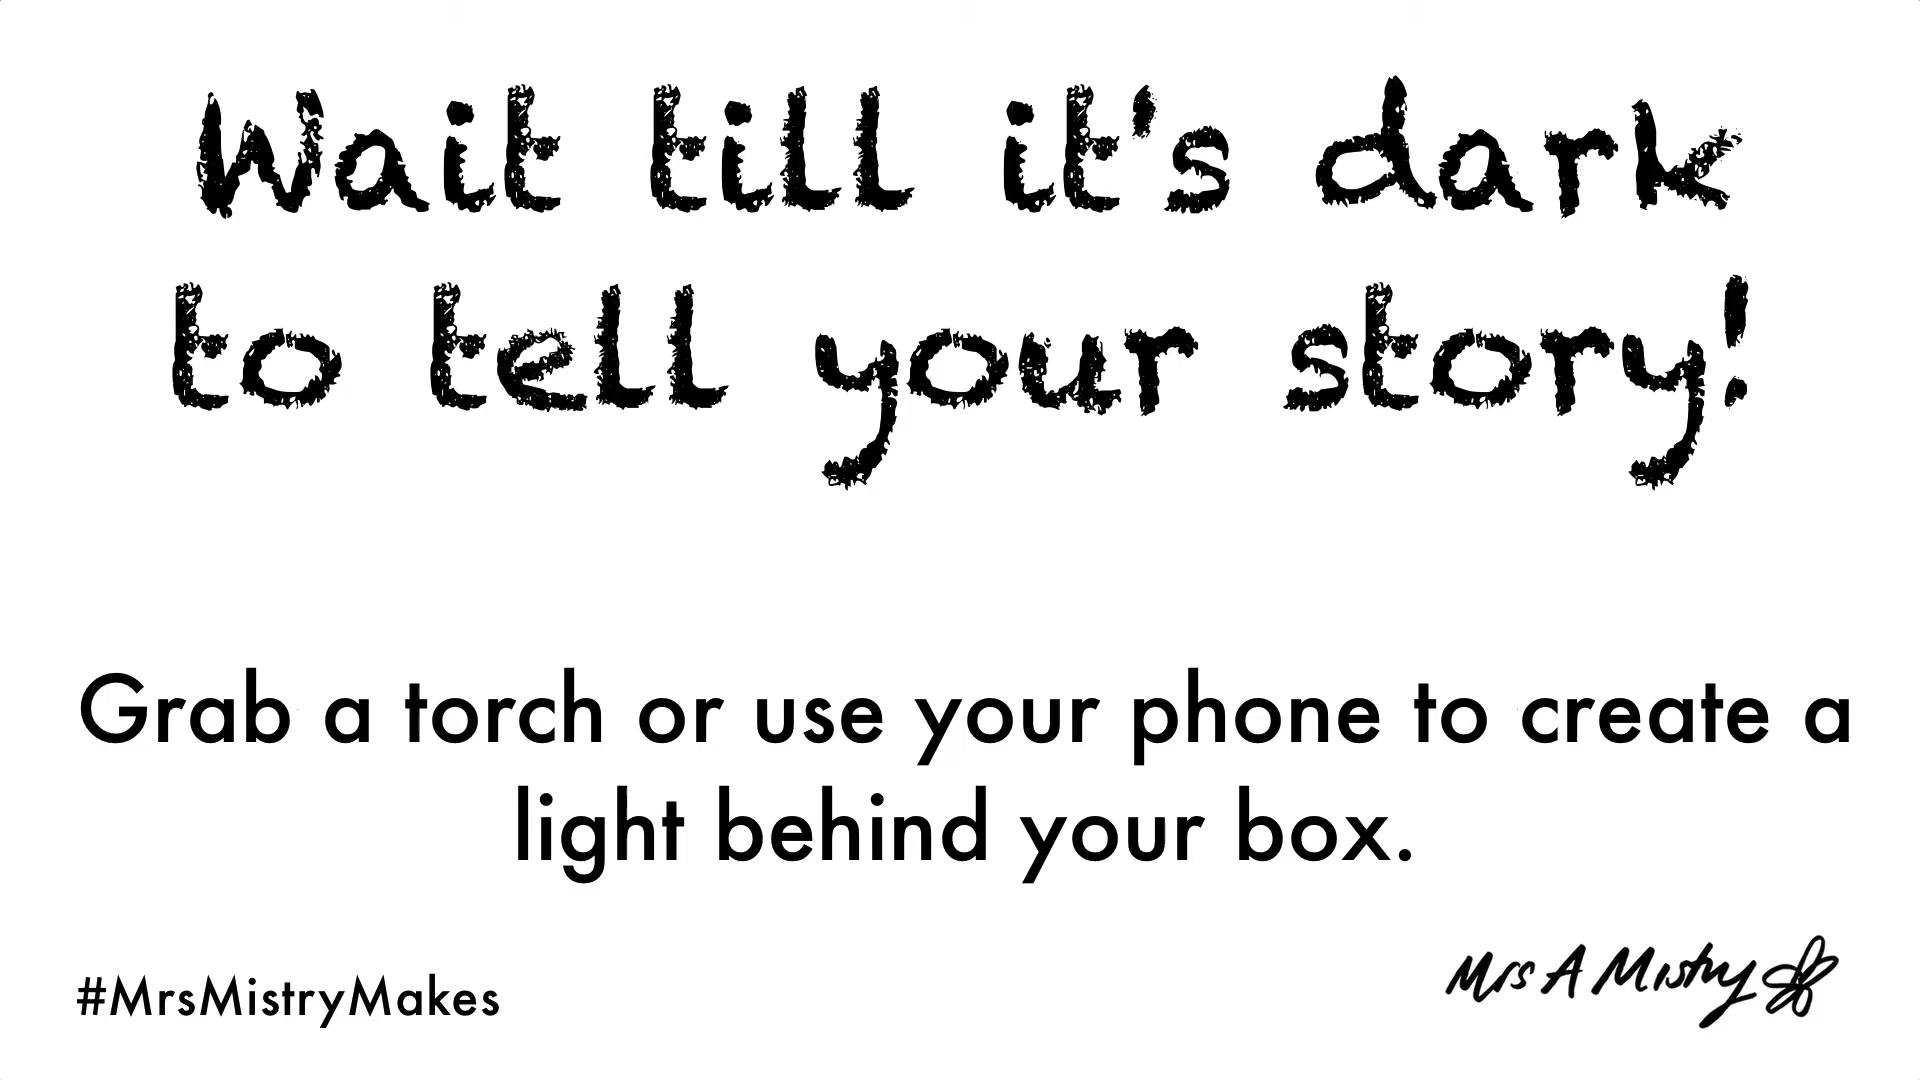 Wait till it's dark
to tell your story!
Grab a torch or use your phone to create a
light behind your box.
#MrsMistryMakes
Mrs A Mistry